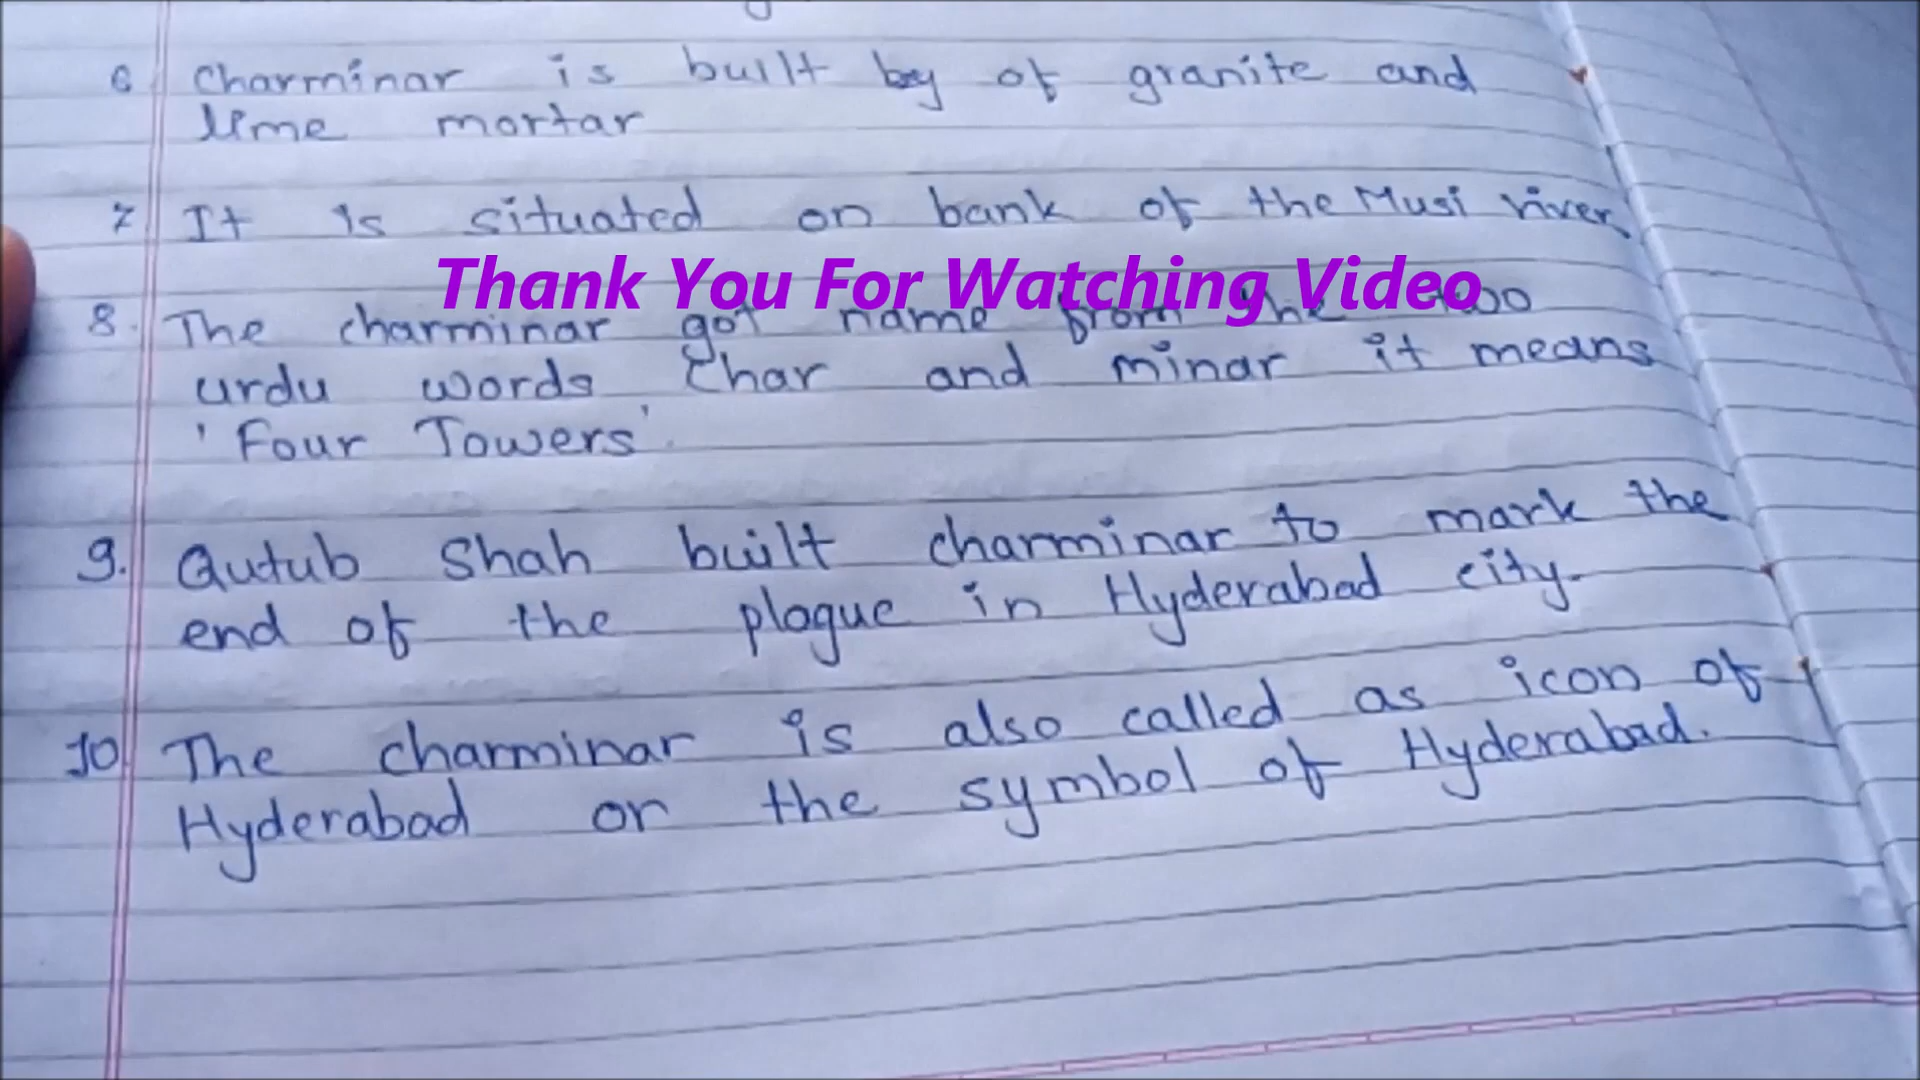 6 Charminar is built by of granite and
lime mortar
7 It is situated on bank of the Musi river
Thank You For Watching Video
8. The charminar got name from the two
urdu words Char and minar it means
'Four Towers'.
9. Qutub Shah built charminar to mark the
end of the plague in Hyderabad city.
10 The charminar is also called as icon of
Hyderabad or the symbol of Hyderabad.